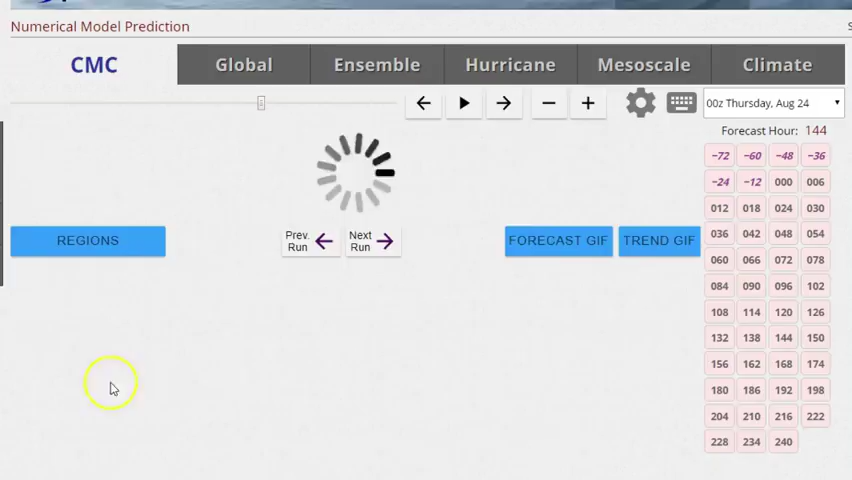 Numerical Model Prediction
S
CMC Global Ensemble Hurricane Mesoscale Climate
00z Thursday, Aug 24
Forecast Hour: 144
-72 -60 -48 -36
-24 -12 000 006
012 018 024 030
036 042 048 054
060 066 072 078
084 090 096 102
108 114 120 126
132 138 144 150
156 162 168 174
180 186 192 198
204 210 216 222
228 234 240
REGIONS
Prev. Run
Next Run
FORECAST GIF
TREND GIF